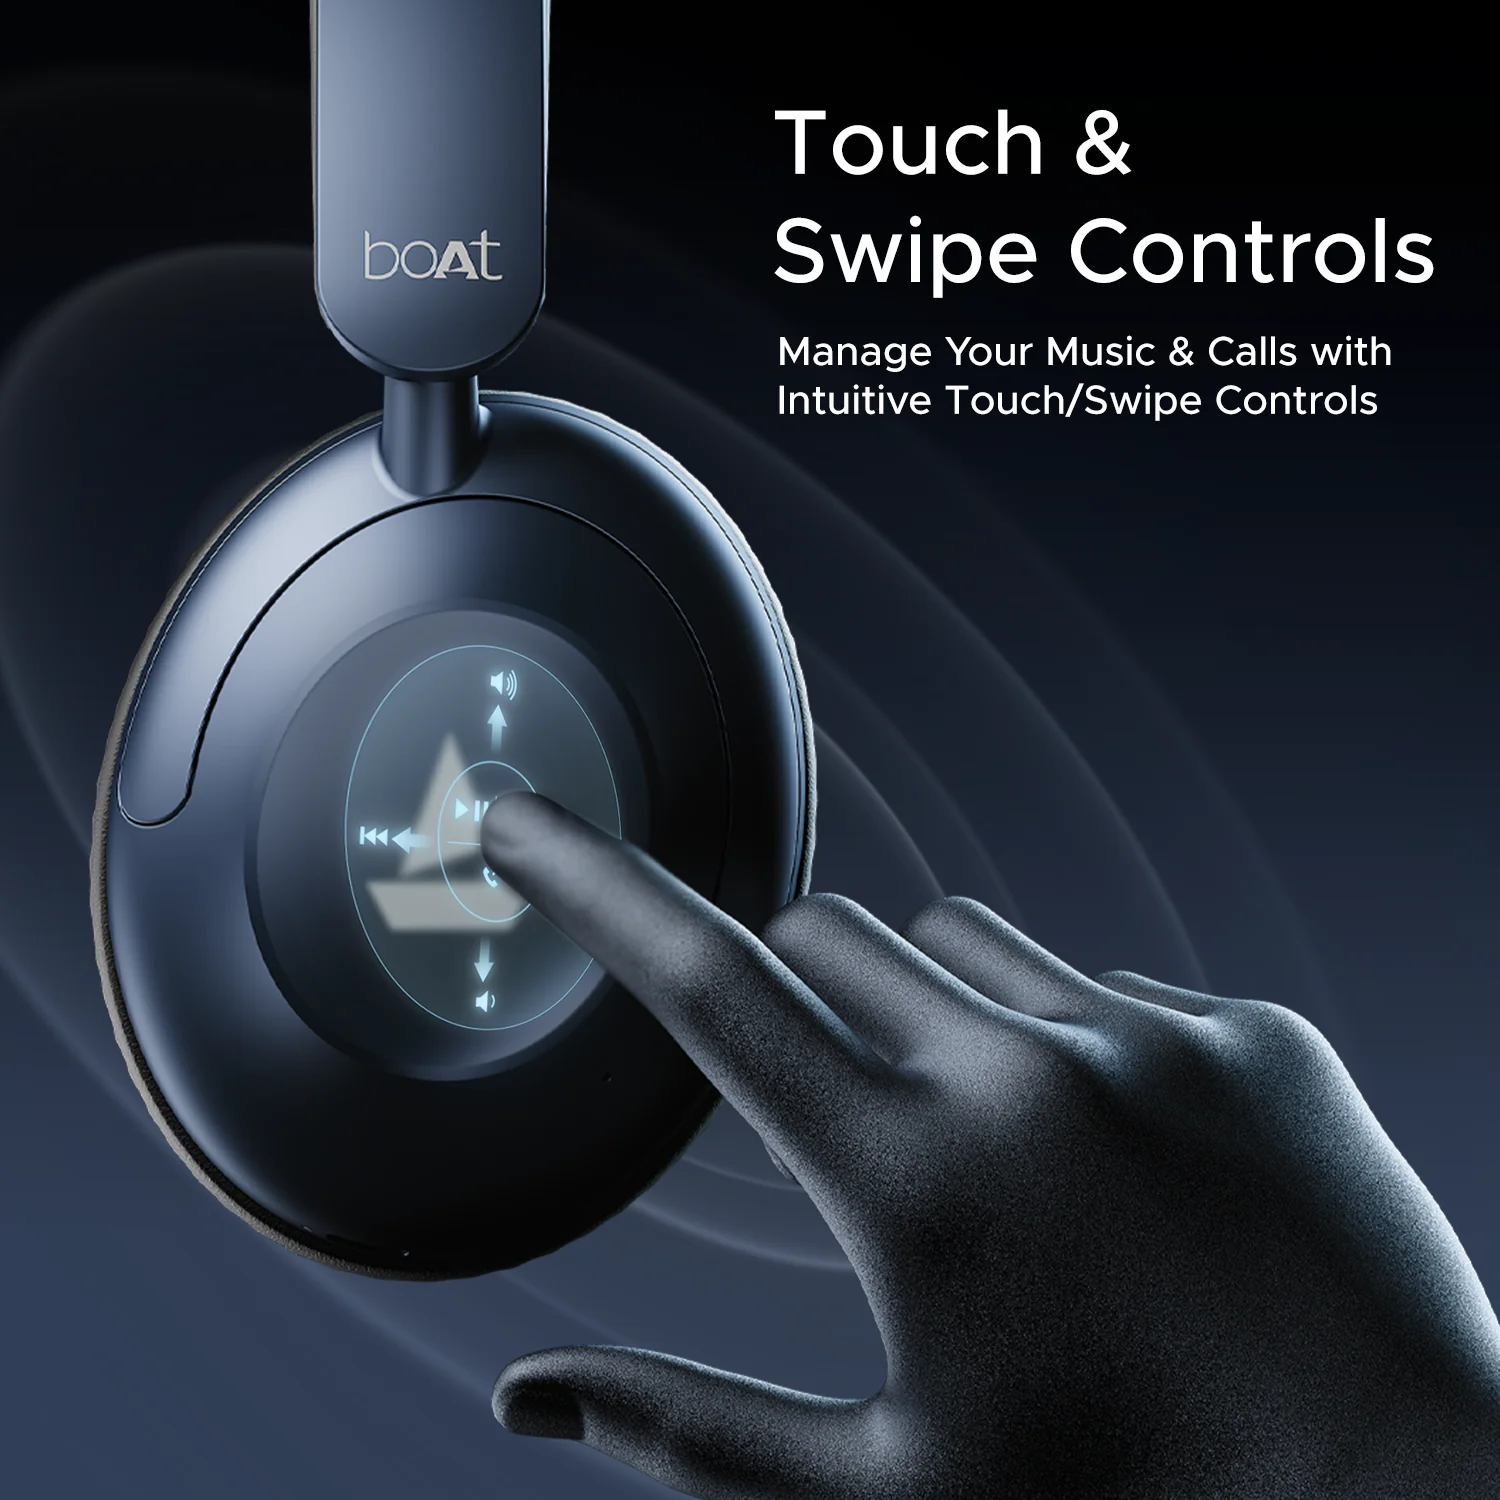 Touch &
Swipe Controls
Manage Your Music & Calls with
Intuitive Touch/Swipe Controls
boAt